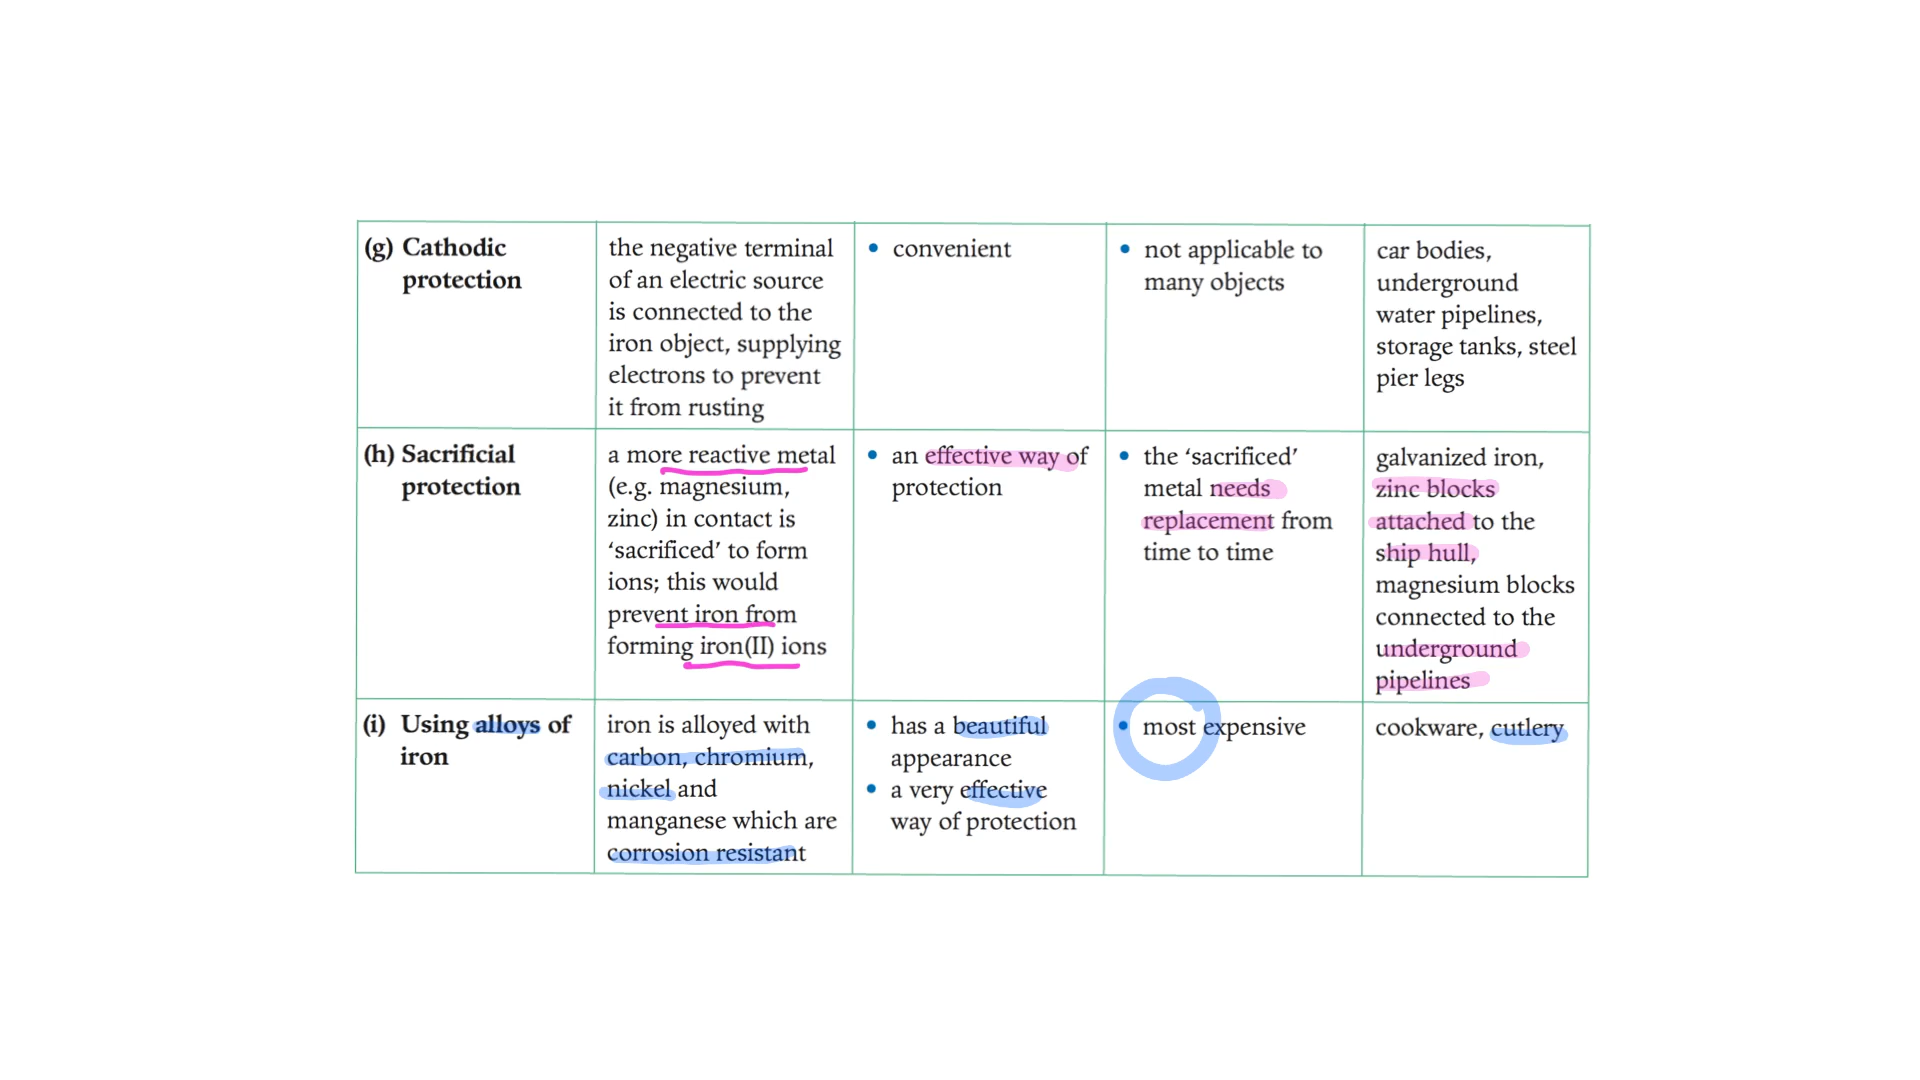 (g) Cathodic
protection
the negative terminal
of an electric source
is connected to the
iron object, supplying
electrons to prevent
it from rusting
• convenient
• not applicable to
many objects
car bodies,
underground
water pipelines,
storage tanks, steel
pier legs
(h) Sacrificial
protection
a more reactive metal
(e.g. magnesium,
zinc) in contact is
‘sacrificed’ to form
ions; this would
prevent iron from
forming iron(II) ions
• an effective way of
protection
• the ‘sacrificed’
metal needs
replacement from
time to time
galvanized iron,
zinc blocks
attached to the
ship hull,
magnesium blocks
connected to the
underground
pipelines
(i) Using alloys of
iron
iron is alloyed with
carbon, chromium,
nickel and
manganese which are
corrosion resistant
• has a beautiful
appearance
• a very effective
way of protection
• most expensive
cookware, cutlery